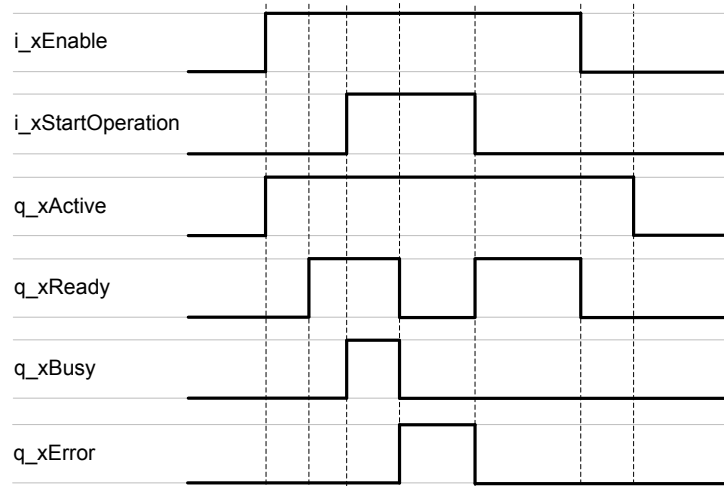 i_xEnable
i_xStartOperation
q_xActive
q_xReady
q_xBusy
q_xError